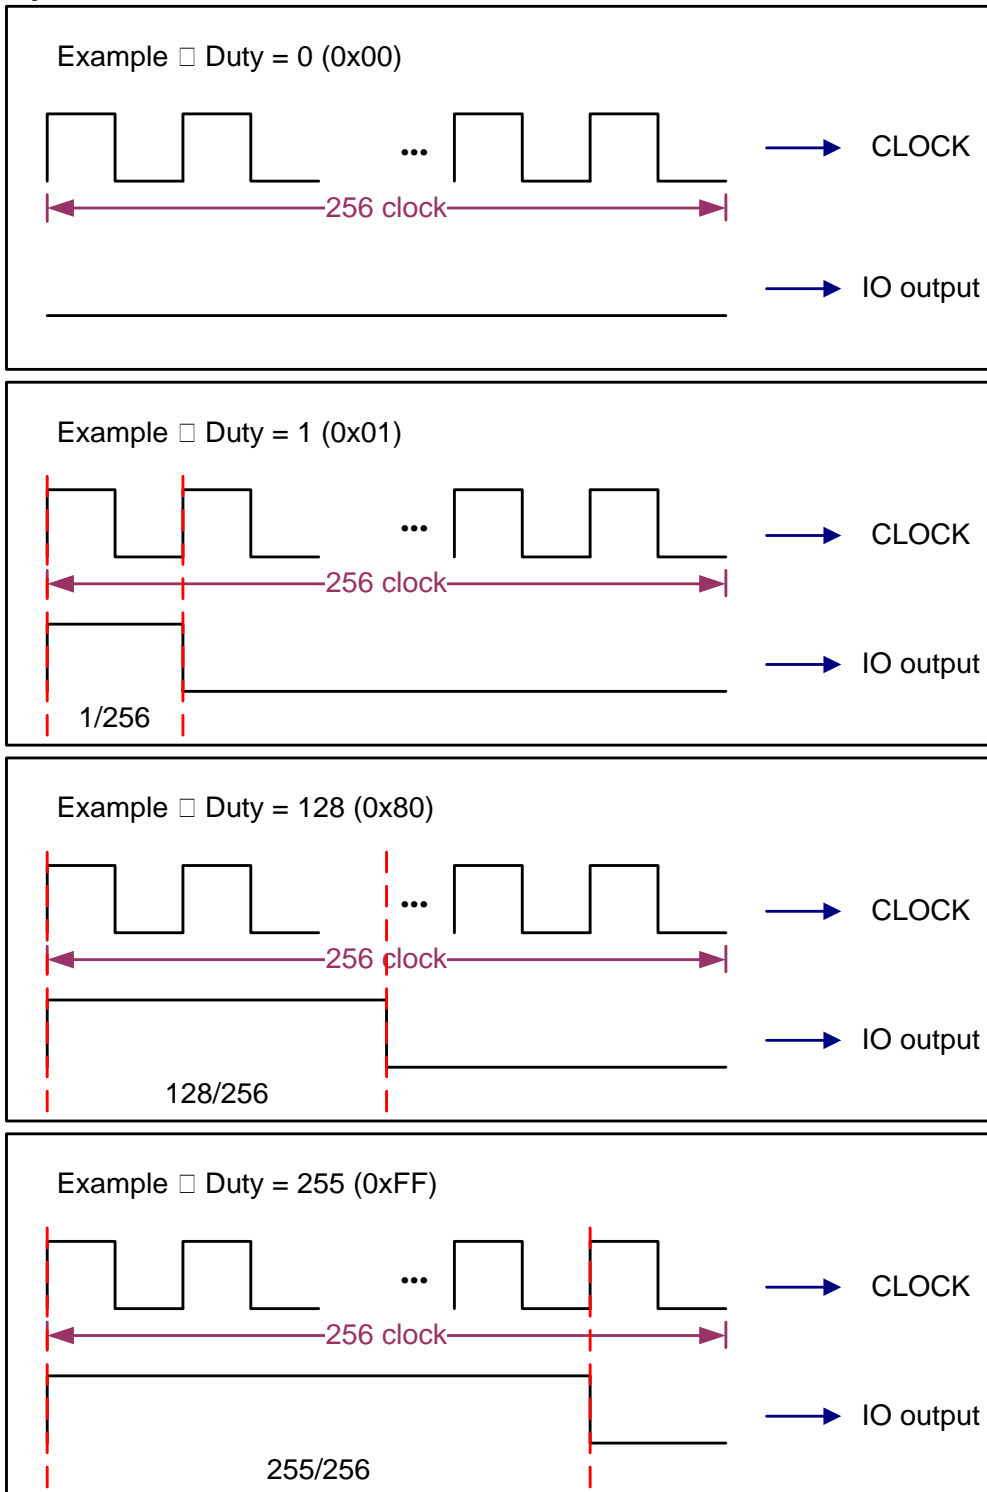 Example □ Duty = 0 (0x00)
... CLOCK
256 clock
IO output
Example □ Duty = 1 (0x01)
... CLOCK
256 clock
IO output
1/256
Example □ Duty = 128 (0x80)
... CLOCK
256 clock
IO output
128/256
Example □ Duty = 255 (0xFF)
... CLOCK
256 clock
IO output
255/256